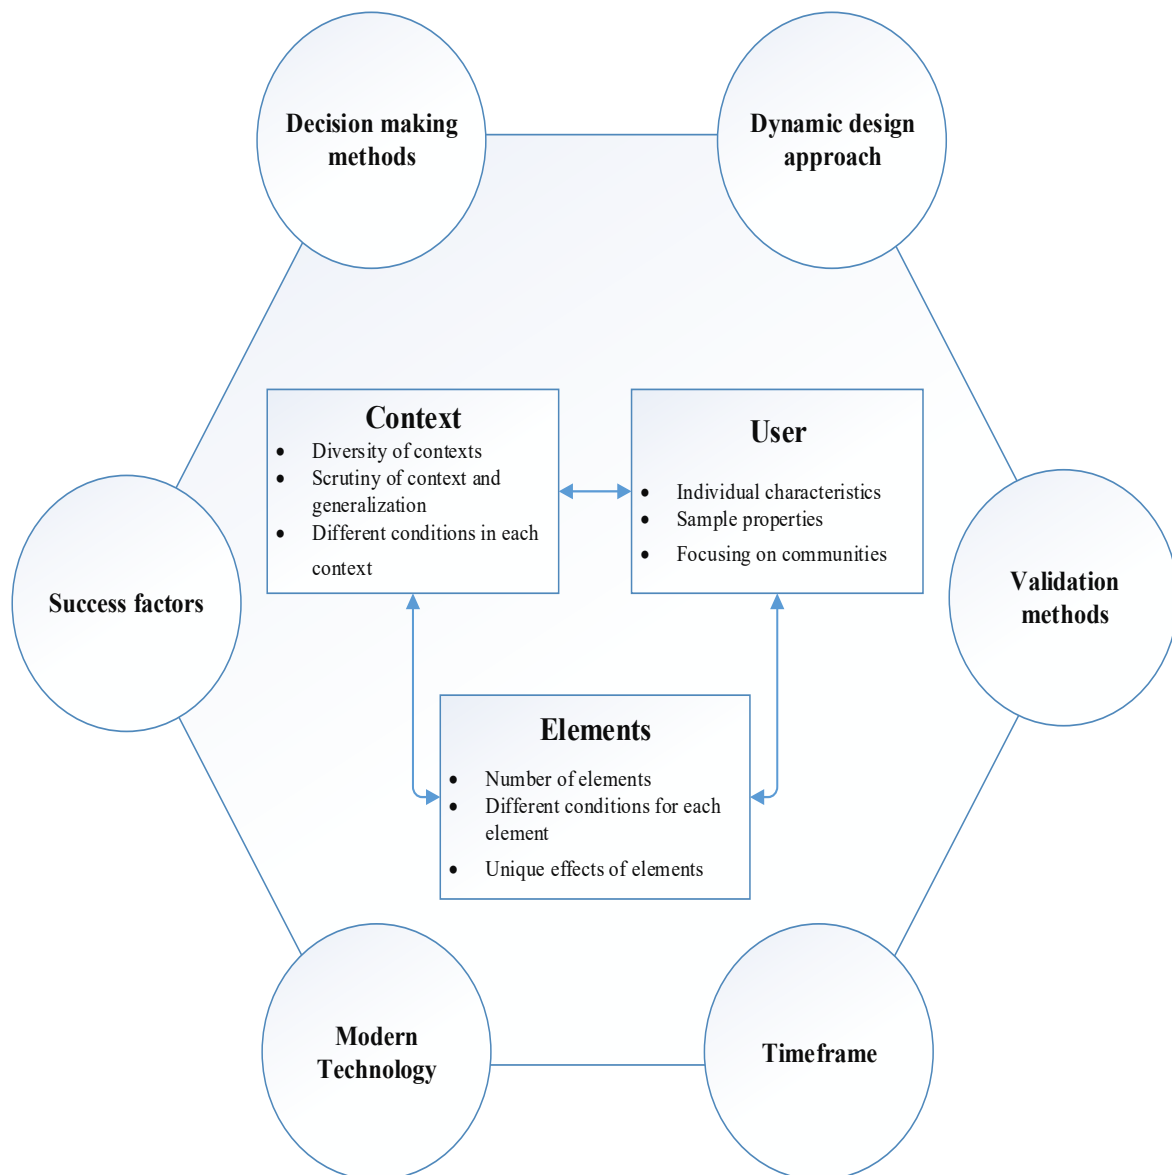 Decision making
methods
Dynamic design
approach
Context
• Diversity of contexts
• Scrutiny of context and
generalization
• Different conditions in each
context
User
• Individual characteristics
• Sample properties
• Focusing on communities
Success factors
Validation
methods
Elements
• Number of elements
• Different conditions for each
element
• Unique effects of elements
Modern
Technology
Timeframe